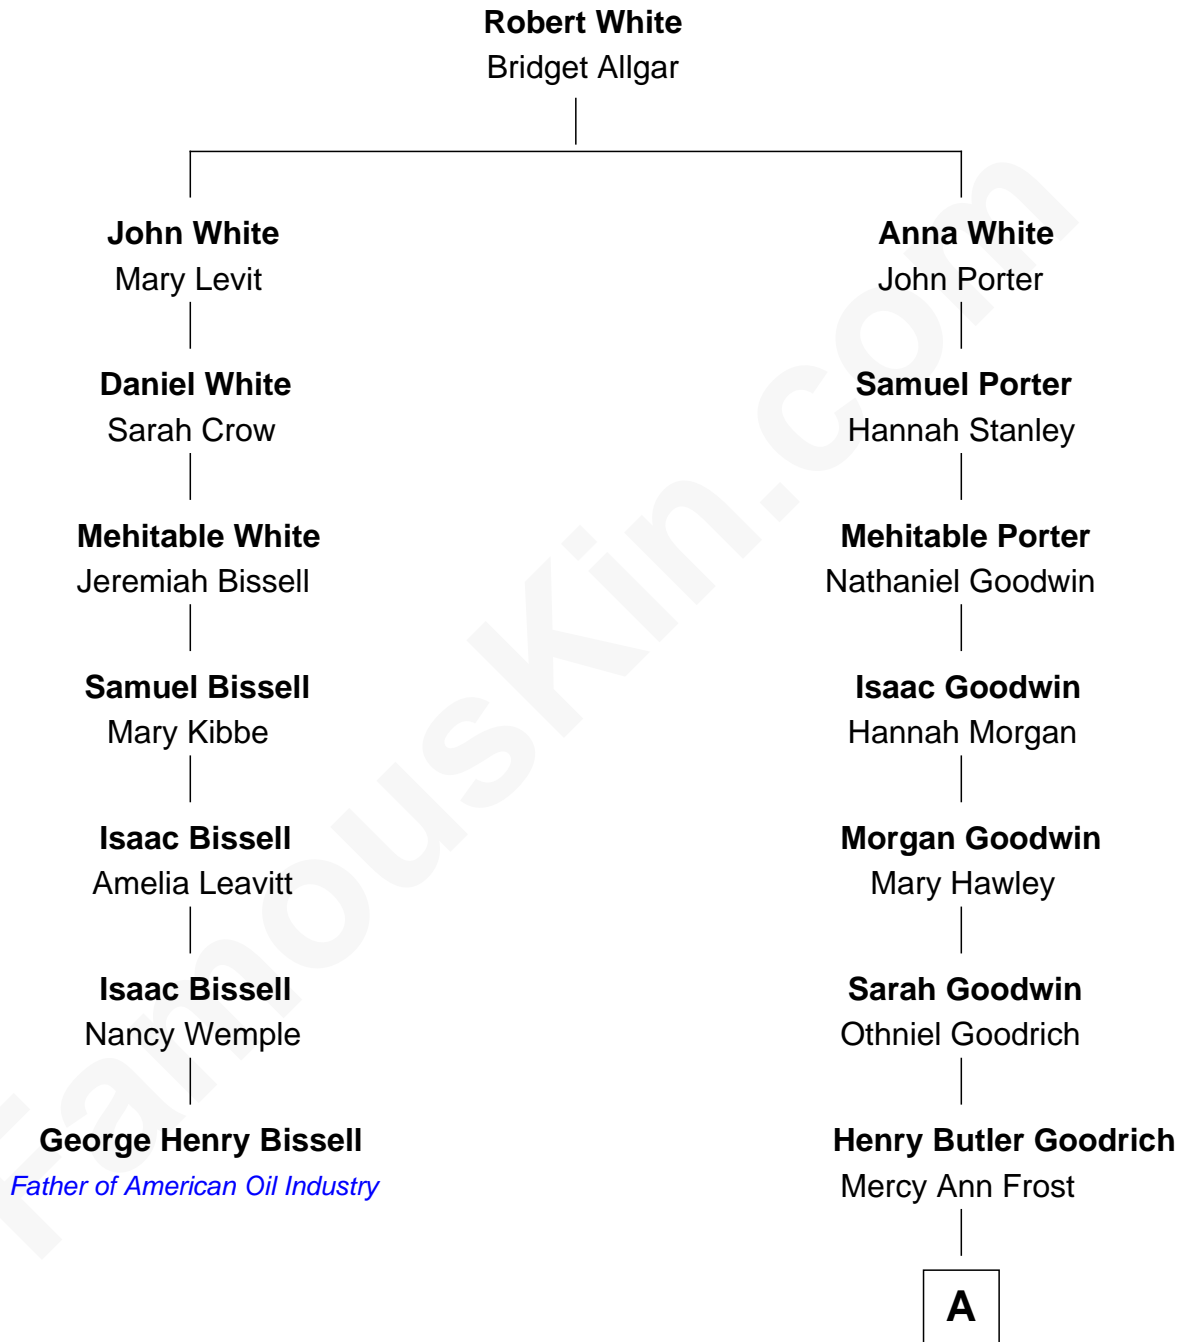 Robert White
Bridget Allgar
John White
Mary Levit
Anna White
John Porter
Daniel White
Sarah Crow
Samuel Porter
Hannah Stanley
Mehitable White
Jeremiah Bissell
Mehitable Porter
Nathaniel Goodwin
Samuel Bissell
Mary Kibbe
Isaac Goodwin
Hannah Morgan
Isaac Bissell
Amelia Leavitt
Morgan Goodwin
Mary Hawley
Isaac Bissell
Nancy Wemple
Sarah Goodwin
Othniel Goodrich
George Henry Bissell
Father of American Oil Industry
Henry Butler Goodrich
Mercy Ann Frost
A
FamousKin.com